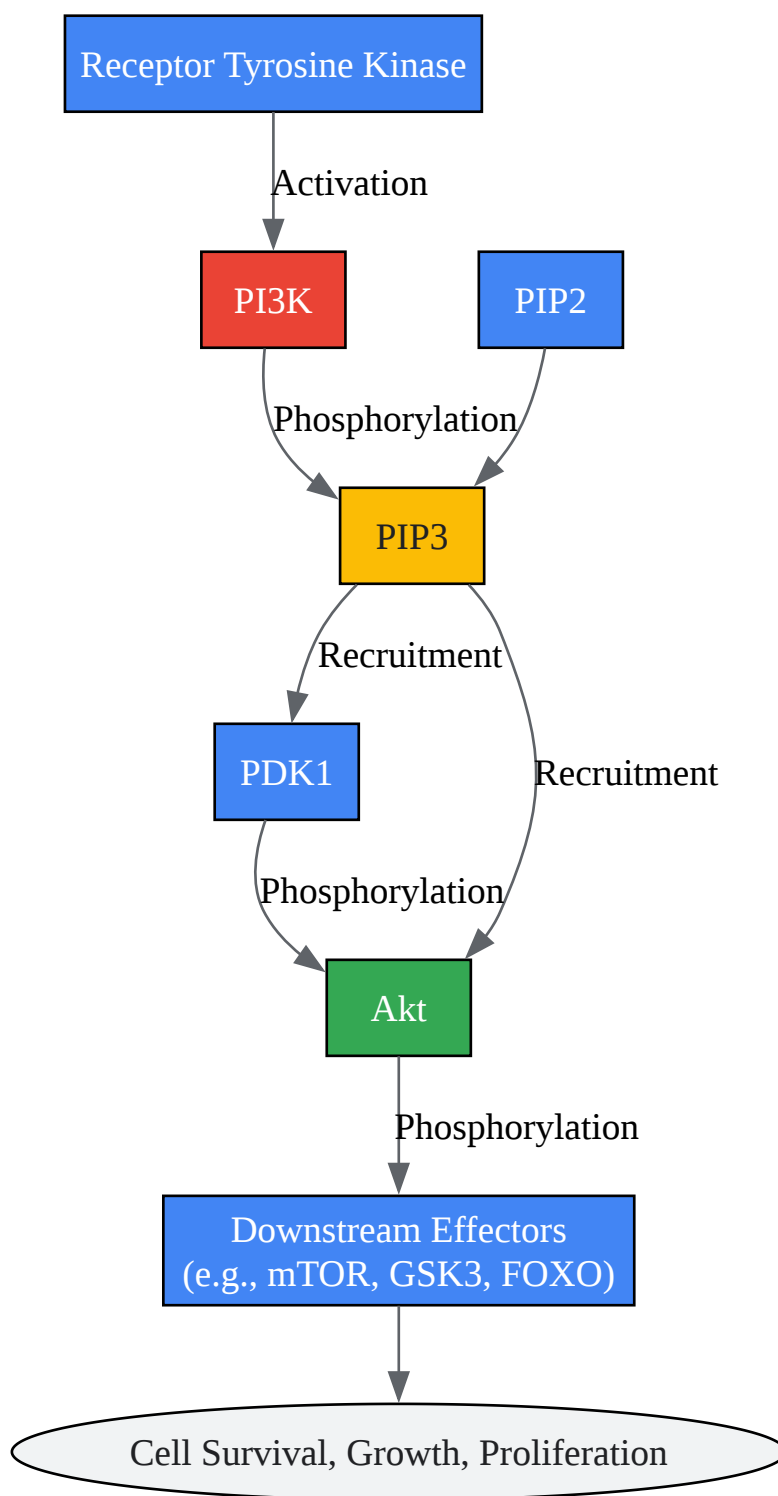 Receptor Tyrosine Kinase
Activation
PI3K
PIP2
Phosphorylation
PIP3
Recruitment
PDK1
Recruitment
Phosphorylation
Akt
Phosphorylation
Downstream Effectors
(e.g., mTOR, GSK3, FOXO)
Cell Survival, Growth, Proliferation